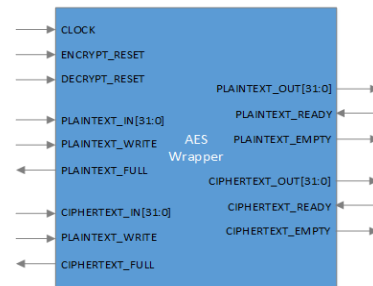 CLOCK
ENCRYPT_RESET
DECRYPT_RESET
PLAINTEXT_IN[31:0]
PLAINTEXT_WRITE
PLAINTEXT_FULL
CIPHERTEXT_IN[31:0]
PLAINTEXT_WRITE
CIPHERTEXT_FULL
AES
Wrapper
PLAINTEXT_OUT[31:0]
PLAINTEXT_READY
PLAINTEXT_EMPTY
CIPHERTEXT_OUT[31:0]
CIPHERTEXT_READY
CIPHERTEXT_EMPTY